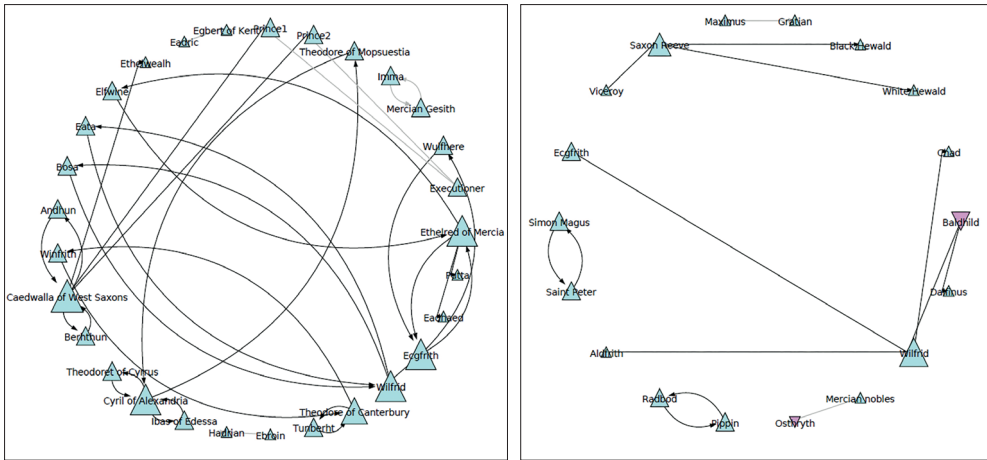 Egbert of Kent
Prince1
Prince2
Eadric
Theodore of Mopsuestia
Ethelwealh
Imma
Elfwine
Mercian Gesith
Eata
Wulfhere
Bosa
Executioner
Andhun
Ethelred of Mercia
Winfrith
Putta
Caedwalla of West Saxons
Eadhaed
Berhthun
Ecgfrith
Theodoret of Cyrrus
Wilfrid
Cyril of Alexandria
Theodore of Canterbury
Ibas of Edessa
Tunberht
Hadrian
Ebroin
Maximus
Gratian
Saxon Reeve
Black Hewald
Viceroy
White Hewald
Ecgfrith
Chad
Simon Magus
Baldhild
Saint Peter
Dalfinus
Aldfrith
Wilfrid
Radbod
Mercian nobles
Pippin
Osthryth